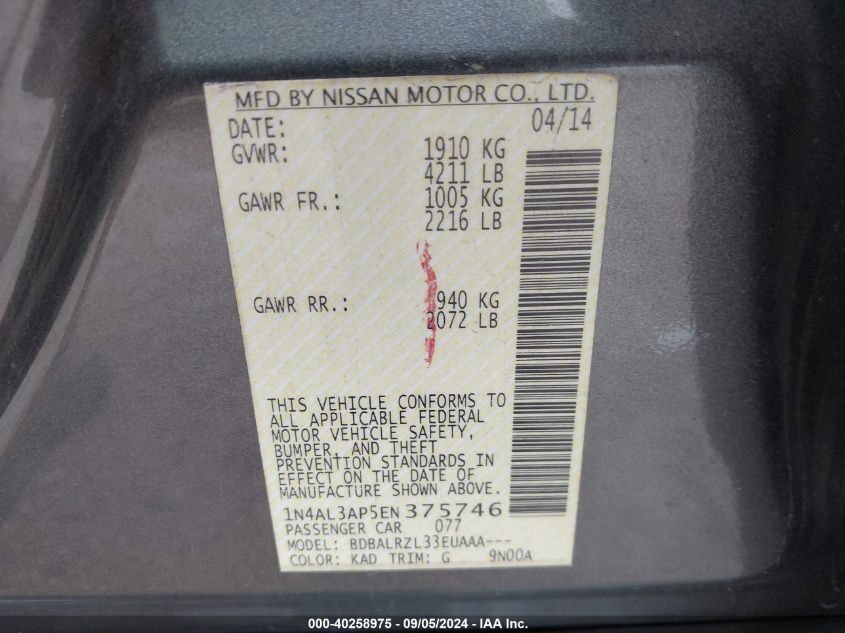 MFD BY NISSAN MOTOR CO., LTD.
DATE: 04/14
GVWR: 1910 KG
4211 LB
GAWR FR.: 1005 KG
2216 LB
GAWR RR.: 940 KG
2072 LB
THIS VEHICLE CONFORMS TO
ALL APPLICABLE FEDERAL
MOTOR VEHICLE SAFETY,
BUMPER, AND THEFT
PREVENTION STANDARDS IN
EFFECT ON THE DATE OF
MANUFACTURE SHOWN ABOVE.
1N4AL3AP5EN375746
PASSENGER CAR 077
MODEL: BDBALRZL33EUAAA---
COLOR: KAD TRIM: G 9N00A
000-40258975 - 09/05/2024 - IAAI.COM